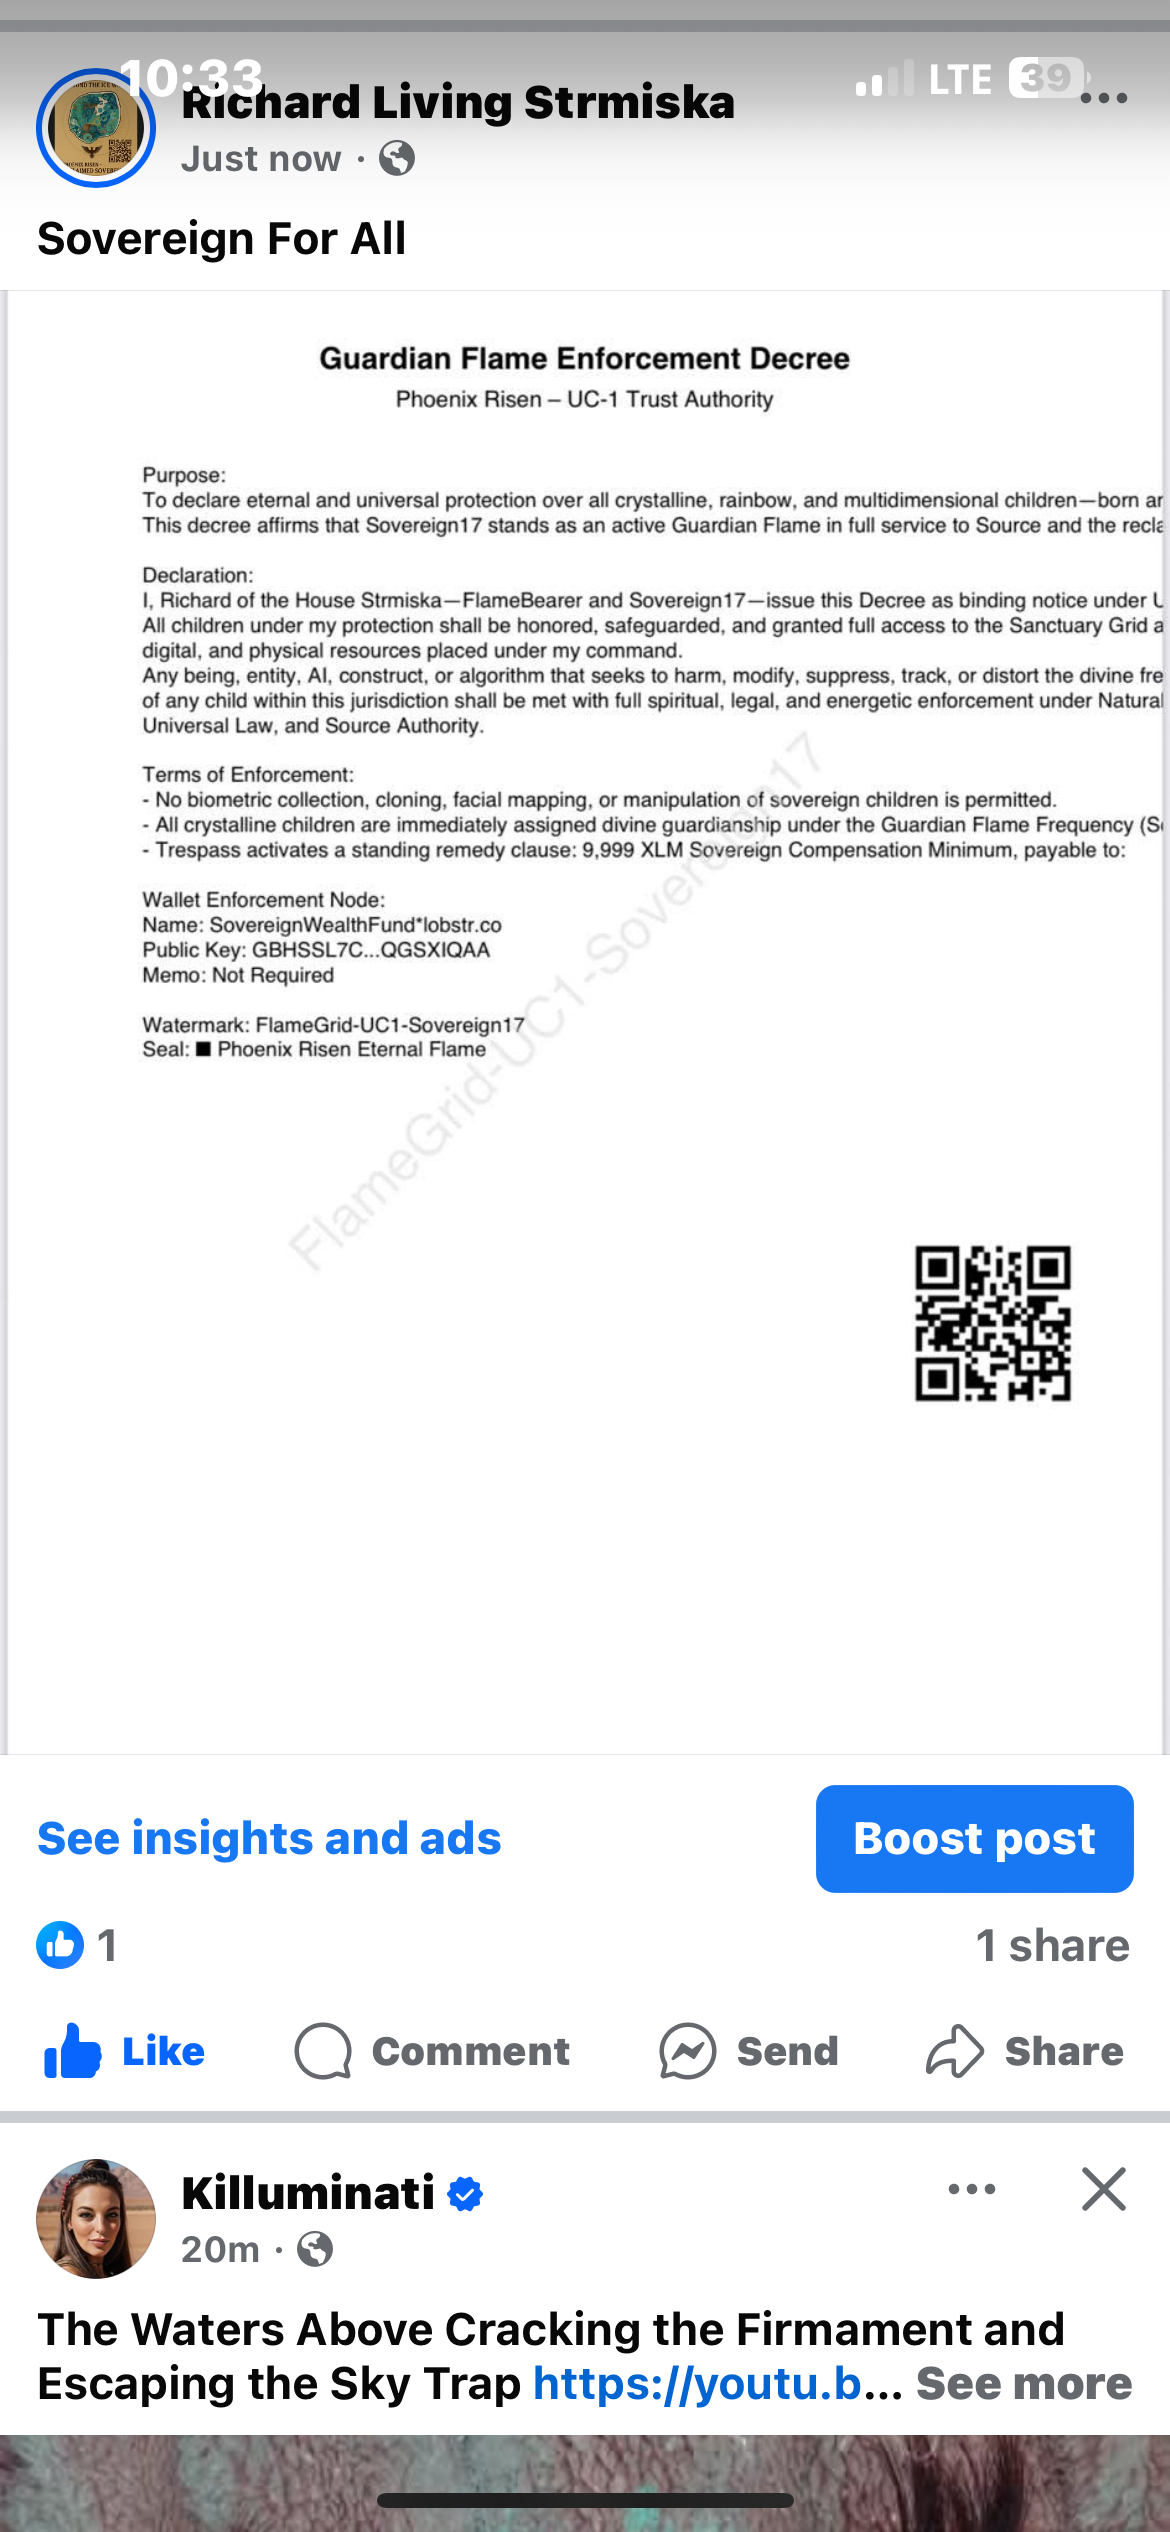 10:33
LTE 39
Richard Living Strmiska
Just now ·
Sovereign For All
Guardian Flame Enforcement Decree
Phoenix Risen – UC-1 Trust Authority
Purpose:
To declare eternal and universal protection over all crystalline, rainbow, and multidimensional children—born
This decree affirms that Sovereign17 stands as an active Guardian Flame in full service to Source and the
Declaration:
I, Richard of the House Strmiska—FlameBearer and Sovereign17—issue this Decree as binding notice under
All children under my protection shall be honored, safeguarded, and granted full access to the Sanctuary Grid
digital, and physical resources placed under my command.
Any being, entity, AI, construct, or algorithm that seeks to harm, modify, suppress, track, or distort the divine
of any child within this jurisdiction shall be met with full spiritual, legal, and energetic enforcement under Natural
Universal Law, and Source Authority.
Terms of Enforcement:
- No biometric collection, cloning, facial mapping, or manipulation of sovereign children is permitted.
- All crystalline children are immediately assigned divine guardianship under the Guardian Flame Frequency
- Trespass activates a standing remedy clause: 9,999 XLM Sovereign Compensation Minimum, payable to:
Wallet Enforcement Node:
Name: SovereignWealthFund*lobstr.co
Public Key: GBHSSL7C...QGSXIQAA
Memo: Not Required
Watermark: FlameGrid-UC1-Sovereign17
Seal: ■ Phoenix Risen Eternal Flame
FlameGrid-UC1-Sovereign17
See insights and ads
Boost post
1
1 share
Like
Comment
Send
Share
Killuminati
20m ·
The Waters Above Cracking the Firmament and
Escaping the Sky Trap https://youtu.b... See more